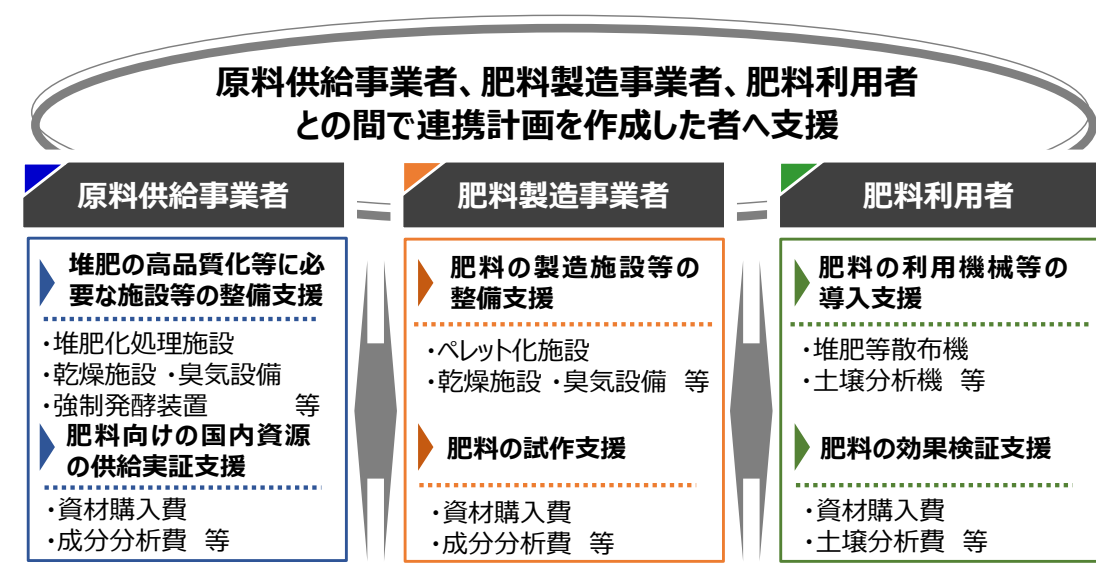 原料供給事業者、肥料製造事業者、肥料利用者
との間で連携計画を作成した者へ支援
原料供給事業者
堆肥の高品質化等に必
要な施設等の整備支援
・堆肥化処理施設
・乾燥施設・臭気設備
・強制発酵装置 等
肥料向けの国内資源
の供給実証支援
・資材購入費
・成分分析費 等
肥料製造事業者
肥料の製造施設等の
整備支援
・ペレット化施設
・乾燥施設・臭気設備 等
肥料の試作支援
・資材購入費
・成分分析費 等
肥料利用者
肥料の利用機械等の
導入支援
・堆肥等散布機
・土壌分析機 等
肥料の効果検証支援
・資材購入費
・土壌分析費 等